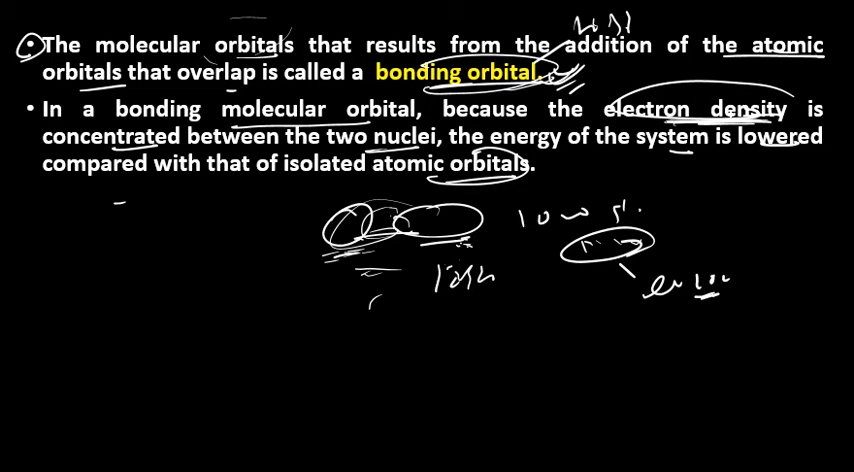 • The molecular orbitals that results from the addition of the atomic
orbitals that overlap is called a bonding orbital.
• In a bonding molecular orbital, because the electron density is
concentrated between the two nuclei, the energy of the system is lowered
compared with that of isolated atomic orbitals.